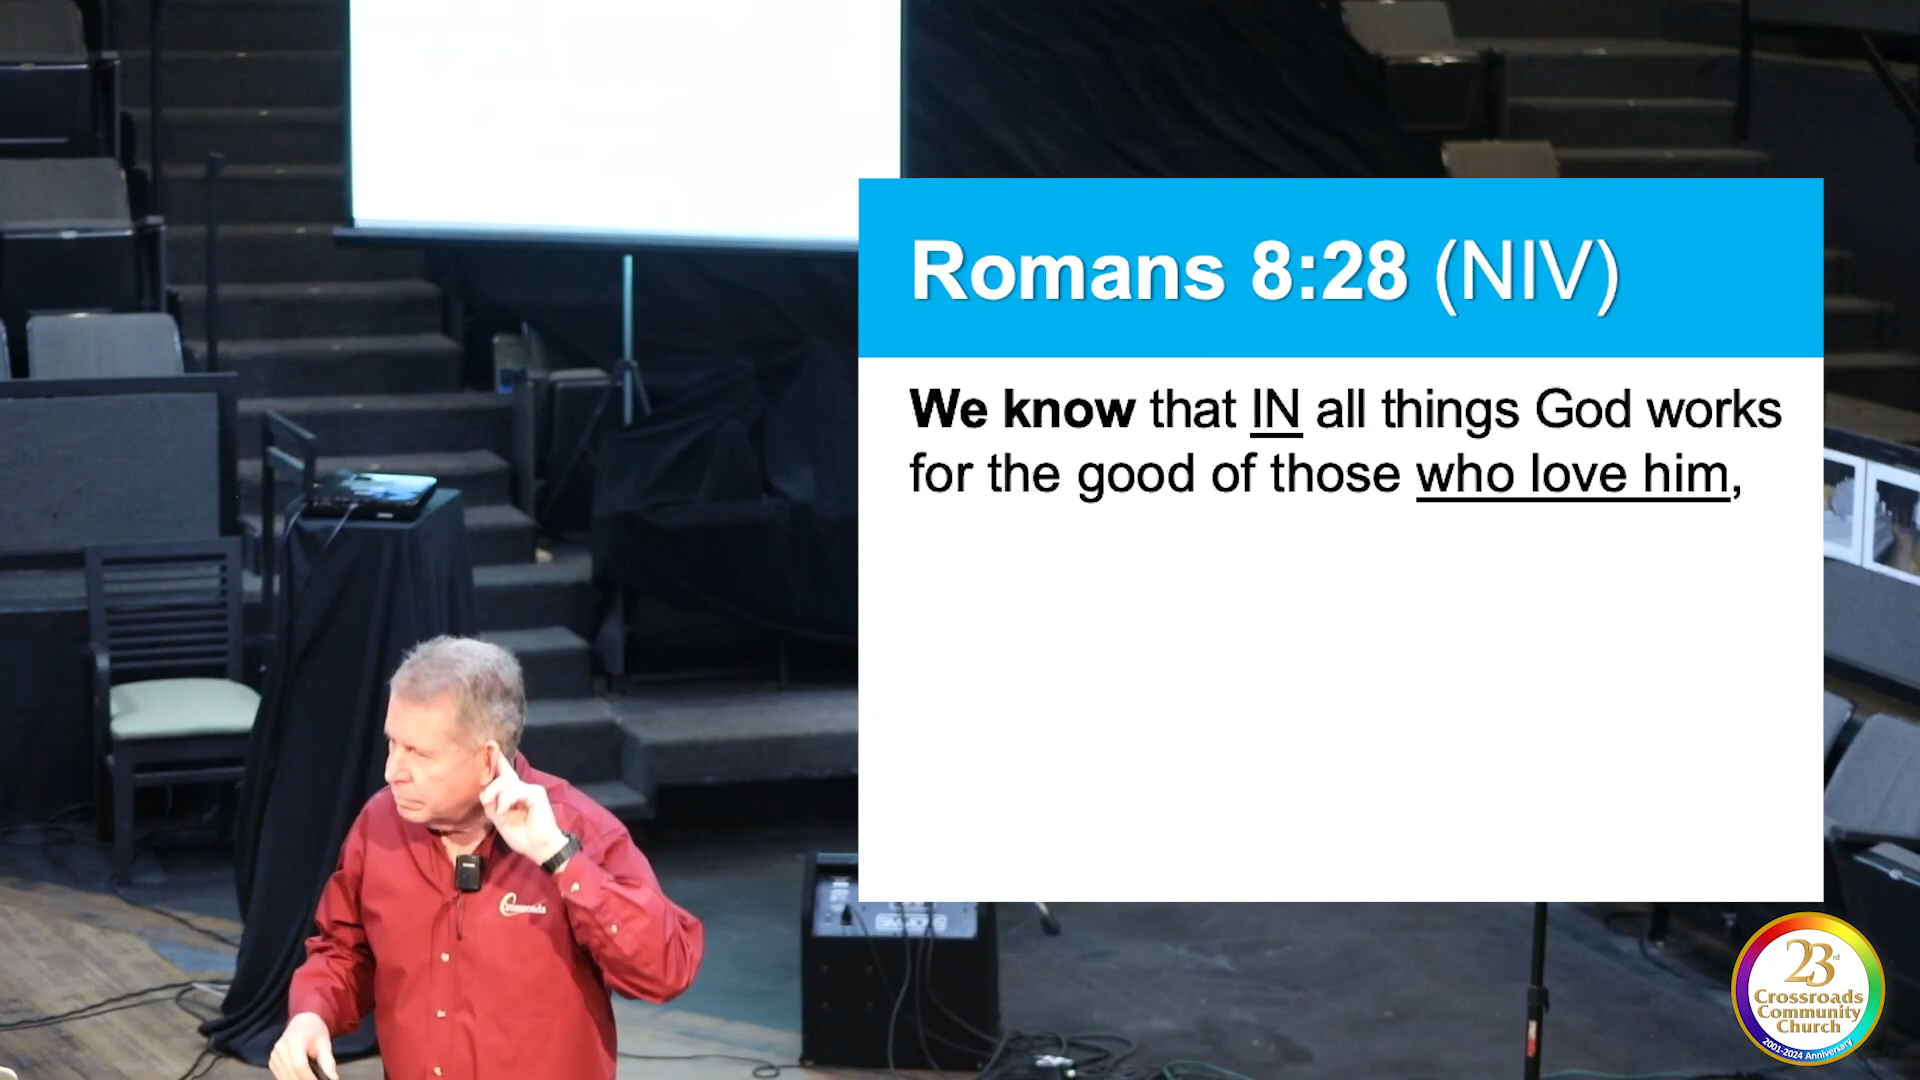 Romans 8:28 (NIV)
We know that IN all things God works
for the good of those who love him,
Crossroads
23rd
Crossroads
Community
Church
2001-2024 Anniversary